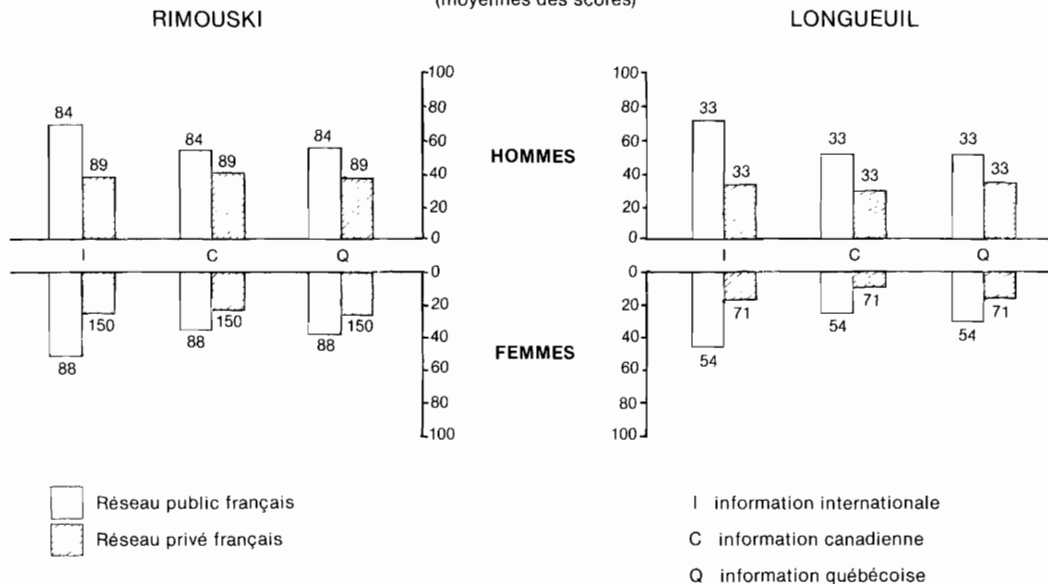 (moyennes des scores)
RIMOUSKI LONGUEUIL
100 100
84 33
80 80
84 84 33 33
60 60
89 89 89 HOMMES 33 33 33
40 40
20 20
0 0
I C Q I C Q
0 0
20 20
150 150 150 71 71 71
40 40
88 88 88 FEMMES 54 54 54
60 60
80 80
100 100
Réseau public français I information internationale
Réseau privé français C information canadienne
Q information québécoise